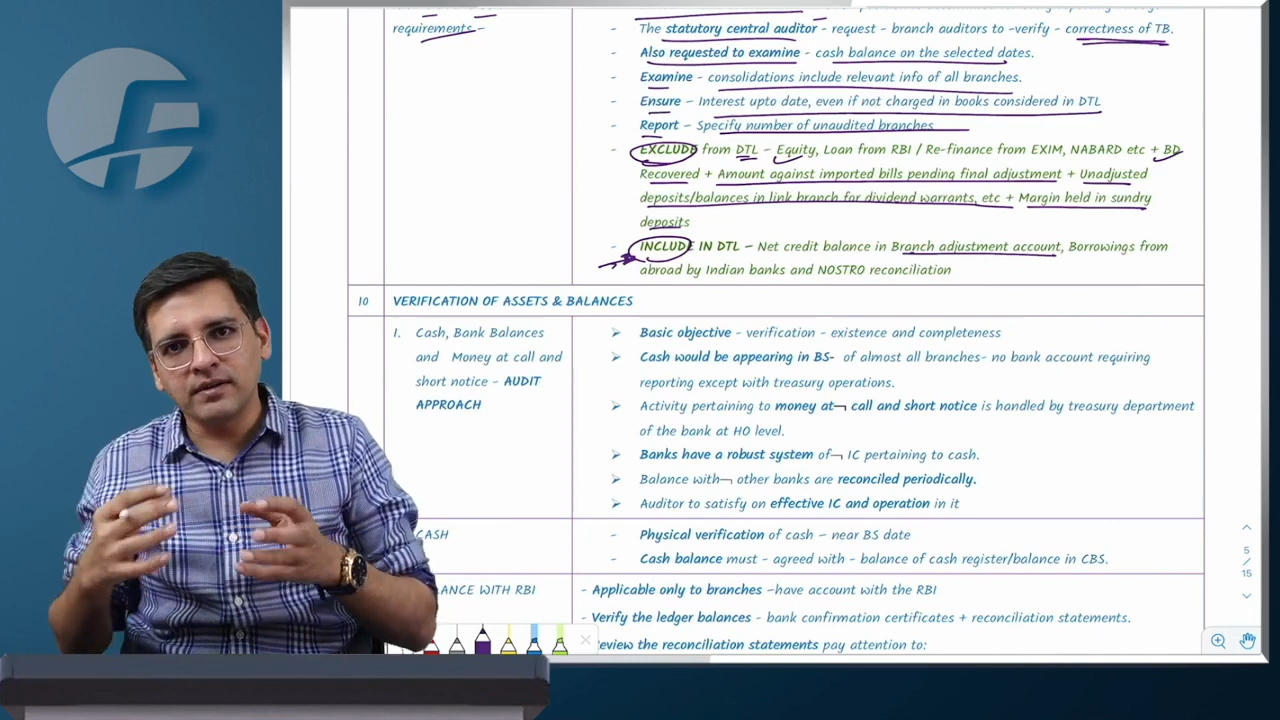 requirements –
- The statutory central auditor - request - branch auditors to -verify - correctness of TB.
- Also requested to examine - cash balance on the selected dates.
- Examine - consolidations include relevant info of all branches.
- Ensure – Interest upto date, even if not charged in books considered in DTL
- Report – Specify number of unaudited branches
- EXCLUDE from DTL – Equity, Loan from RBI / Re-finance from EXIM, NABARD etc + BD
Recovered + Amount against imported bills pending final adjustment + Unadjusted
deposits/balances in link branch for dividend warrants, etc + Margin held in sundry
deposits
- INCLUDE IN DTL – Net credit balance in Branch adjustment account, Borrowings from
abroad by Indian banks and NOSTRO reconciliation
10 VERIFICATION OF ASSETS & BALANCES
1. Cash, Bank Balances
and Money at call and
short notice - AUDIT
APPROACH
➢ Basic objective - verification - existence and completeness
➢ Cash would be appearing in BS- of almost all branches- no bank account requiring
reporting except with treasury operations.
➢ Activity pertaining to money at¬ call and short notice is handled by treasury department
of the bank at HO level.
➢ Banks have a robust system of¬ IC pertaining to cash.
➢ Balance with¬ other banks are reconciled periodically.
➢ Auditor to satisfy on effective IC and operation in it
CASH
- Physical verification of cash – near BS date
- Cash balance must - agreed with - balance of cash register/balance in CBS.
LANCE WITH RBI
- Applicable only to branches –have account with the RBI
- Verify the ledger balances - bank confirmation certificates + reconciliation statements.
eview the reconciliation statements pay attention to:
5
/
15